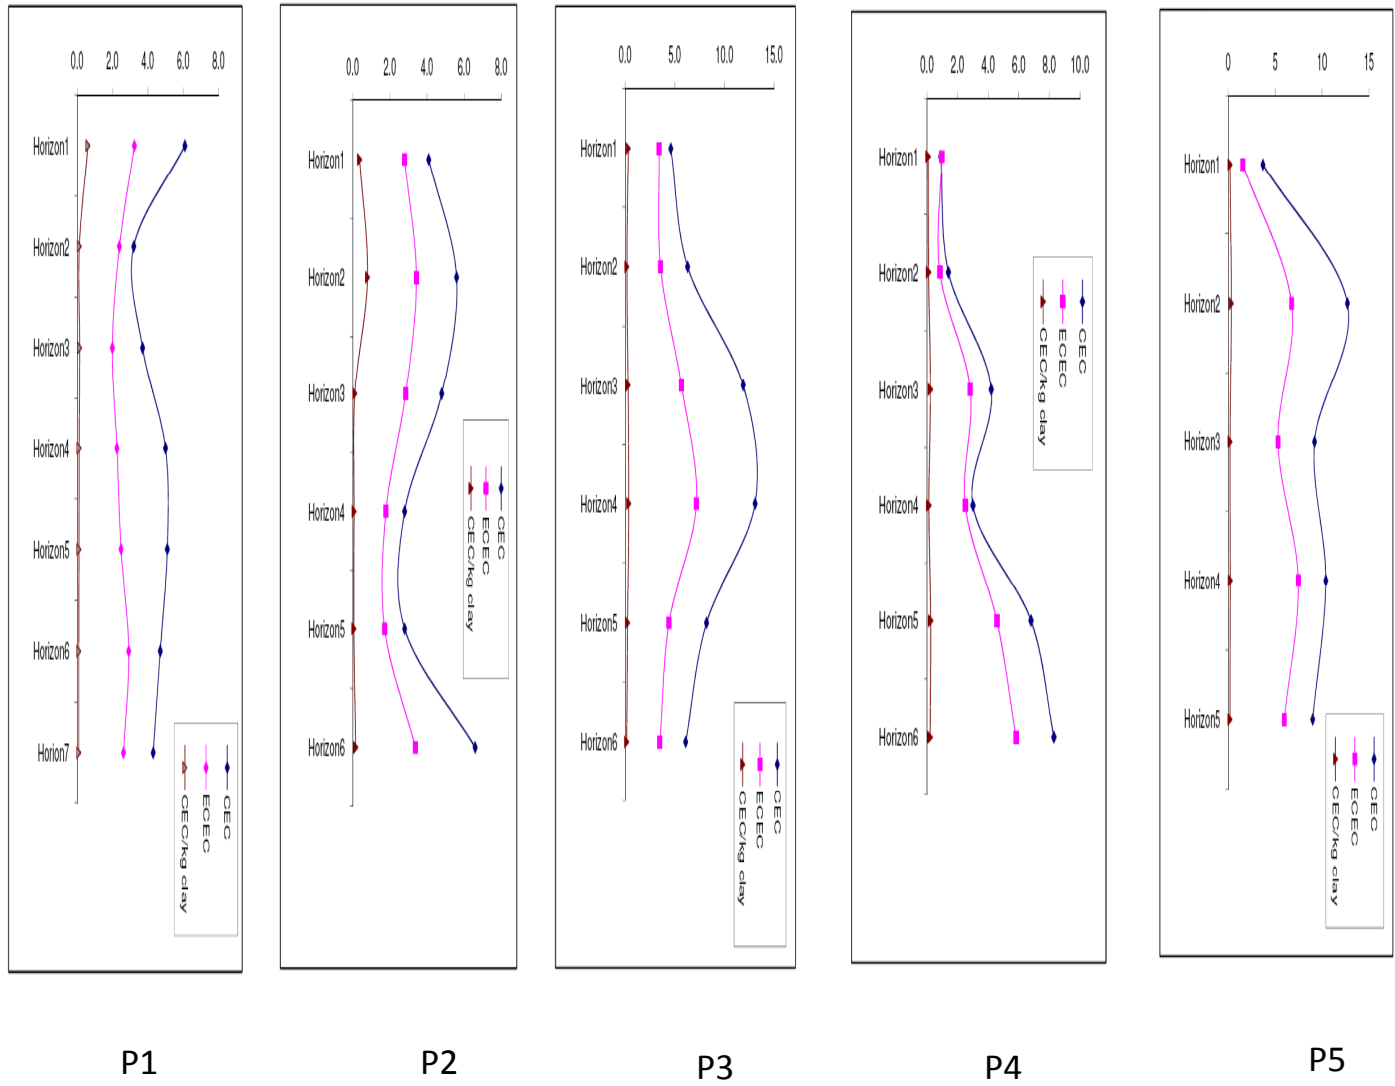 0.0 2.0 4.0 6.0 8.0
Horizon1
Horizon2
Horizon3
Horizon4
Horizon5
Horizon6
Horion7
CEC
ECEC
CEC/kg clay
P1
0.0 2.0 4.0 6.0 8.0
Horizon1
Horizon2
Horizon3
Horizon4
Horizon5
Horizon6
CEC
ECEC
CEC/kg clay
P2
0.0 5.0 10.0 15.0
Horizon1
Horizon2
Horizon3
Horizon4
Horizon5
Horizon6
CEC
ECEC
CEC/kg clay
P3
0.0 2.0 4.0 6.0 8.0 10.0
Horizon1
Horizon2
Horizon3
Horizon4
Horizon5
Horizon6
CEC
ECEC
CEC/kg clay
P4
0 5 10 15
Horizon1
Horizon2
Horizon3
Horizon4
Horizon5
CEC
ECEC
CEC/kg clay
P5